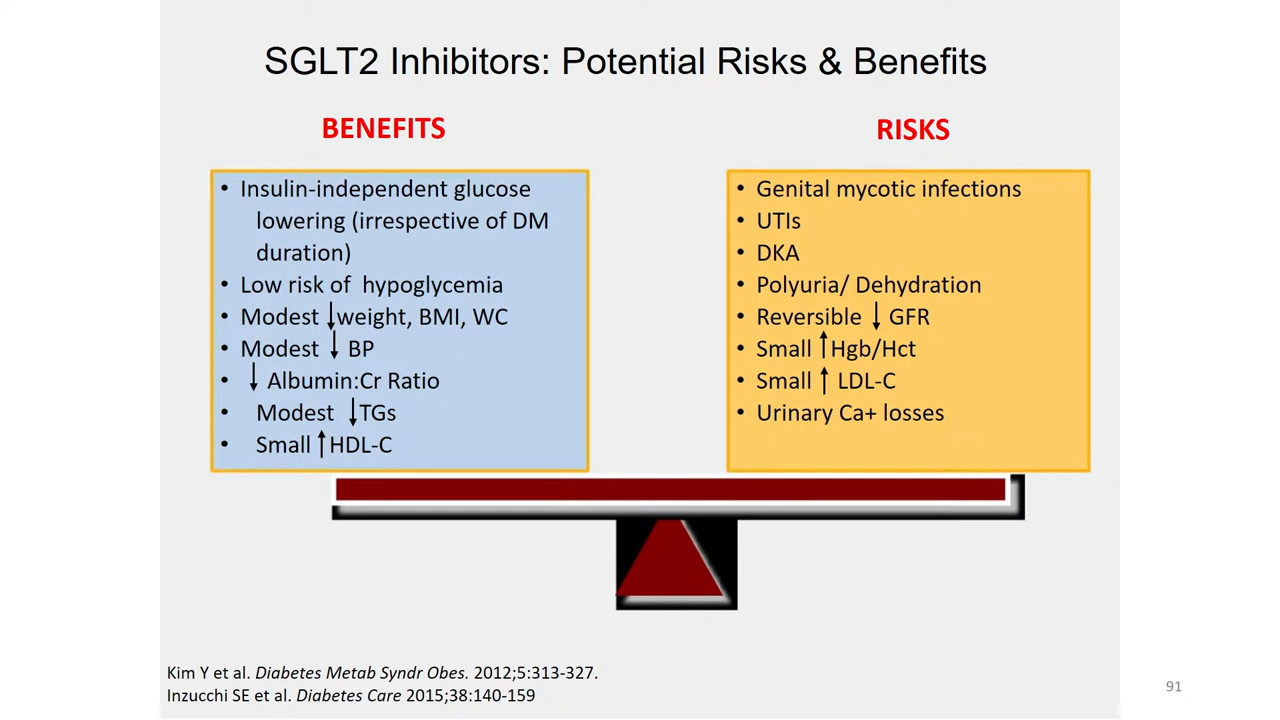 SGLT2 Inhibitors: Potential Risks & Benefits
BENEFITS
• Insulin-independent glucose
lowering (irrespective of DM
duration)
• Low risk of hypoglycemia
• Modest ↓weight, BMI, WC
• Modest ↓ BP
• ↓ Albumin:Cr Ratio
• Modest ↓TGs
• Small ↑HDL-C
RISKS
• Genital mycotic infections
• UTIs
• DKA
• Polyuria/ Dehydration
• Reversible ↓ GFR
• Small ↑Hgb/Hct
• Small ↑ LDL-C
• Urinary Ca+ losses
Kim Y et al. Diabetes Metab Syndr Obes. 2012;5:313-327.
Inzucchi SE et al. Diabetes Care 2015;38:140-159
91